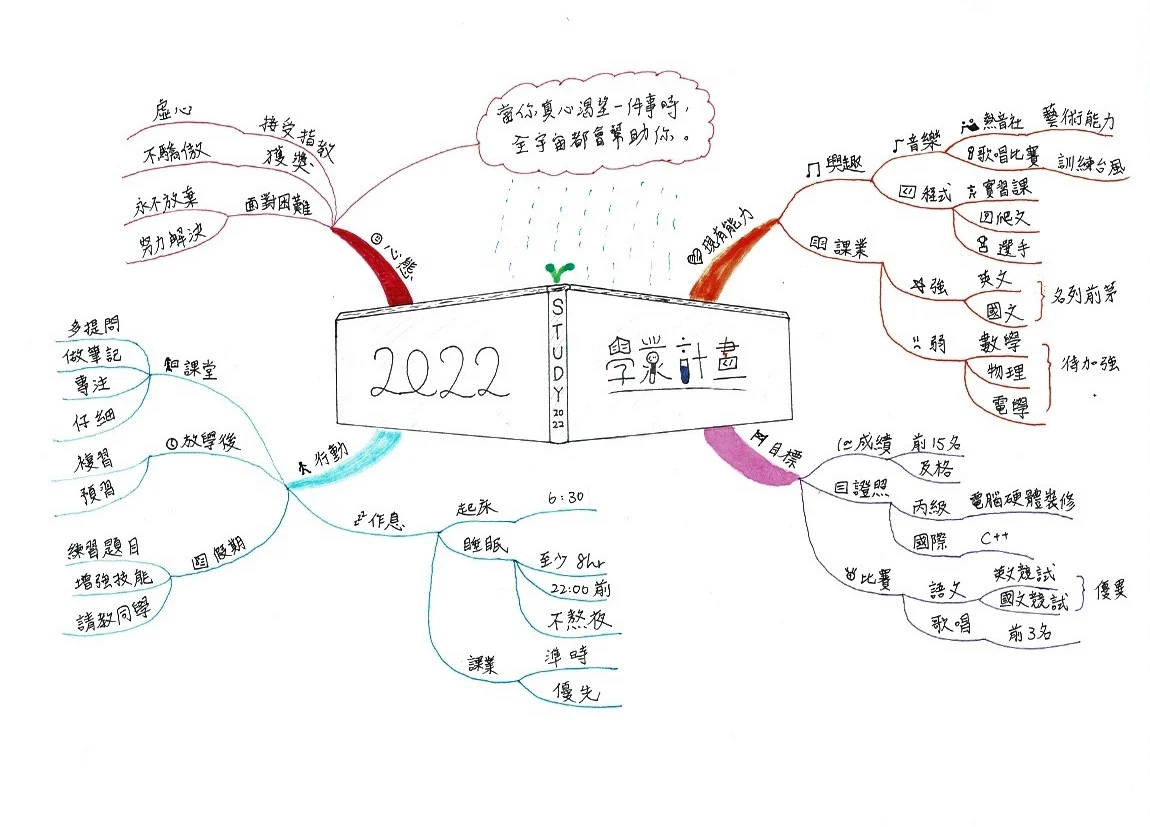 當你真心渴望一件事時，
全宇宙都會幫助你。
2022
STUDY
2022
學業計畫
現有能力
興趣
音樂
熱音社
藝術能力
歌唱比賽
訓練台風
程式
實習課
爬文
選手
課業
強
英文
國文
名列前茅
弱
數學
物理
電學
待加強
目標
成績
前15名
及格
證照
丙級
電腦硬體裝修
國際
C++
比賽
語文
英文競試
國文競試
優異
歌唱
前3名
行動
課堂
多提問
做筆記
專注
仔細
放學後
複習
預習
假期
練習題目
增強技能
請教同學
作息
起床
6:30
睡眠
至少8hr
22:00前
不熬夜
課業
準時
優先
心態
接受指教
虛心
獲獎
不驕傲
面對困難
永不放棄
努力解決